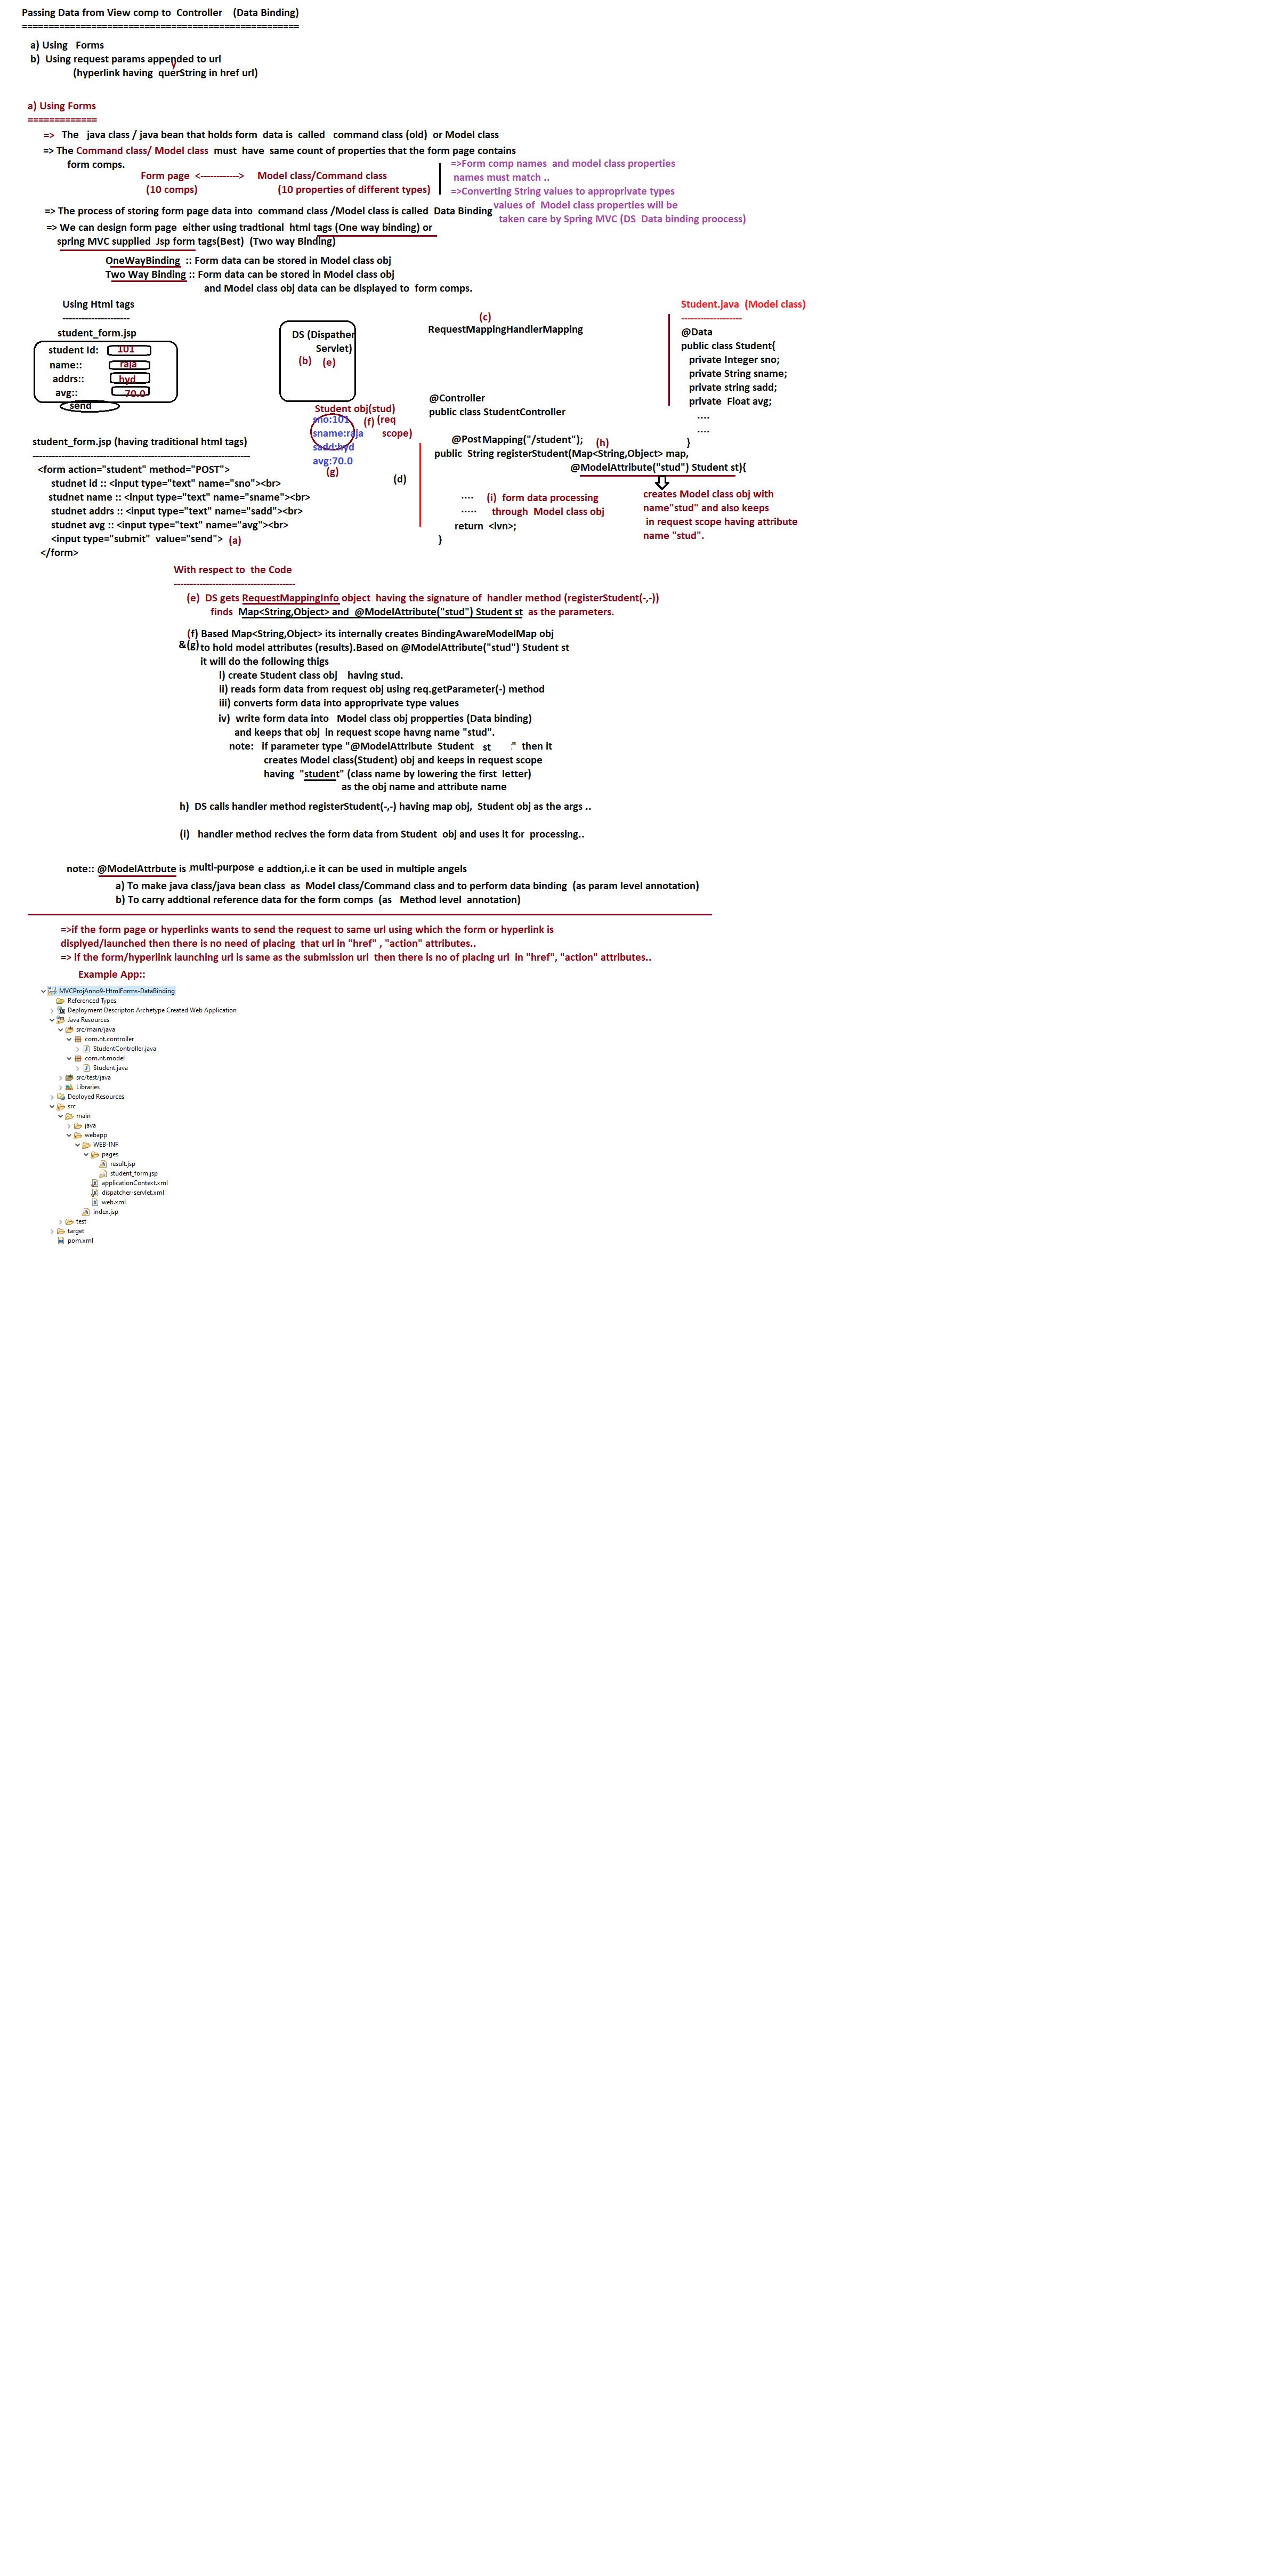 Passing Data from View comp to Controller (Data Binding)
====================================================
a) Using Forms
b) Using request params appended to url
y
(hyperlink having querString in href url)
a) Using Forms
=============
=> The java class / java bean that holds form data is called command class (old) or Model class
=> The Command class/ Model class must have same count of properties that the form page contains
form comps.
Form page <------------> Model class/Command class
(10 comps) (10 properties of different types)
=>Form comp names and model class properties
names must match ..
=>Converting String values to approprivate types
values of Model class properties will be
taken care by Spring MVC (DS Data binding proocess)
=> The process of storing form page data into command class /Model class is called Data Binding
=> We can design form page either using tradtional html tags (One way binding) or
spring MVC supplied Jsp form tags(Best) (Two way Binding)
OneWayBinding :: Form data can be stored in Model class obj
Two Way Binding :: Form data can be stored in Model class obj
and Model class obj data can be displayed to form comps.
Using Html tags
---------------------
student_form.jsp
student Id: 101
name:: raja
addrs:: hyd
avg:: 70.0
send
DS (Dispather
Servlet)
(b) (e)
(c)
RequestMappingHandlerMapping
Student.java (Model class)
-------------------
@Data
public class Student{
private Integer sno;
private String sname;
private string sadd;
private Float avg;
....
....
}
Student obj(stud)
sno:101
(f) (req
sname:raja
scope)
sadd:hyd
avg:70.0
(g)
(d)
@Controller
public class StudentController
@PostMapping("/student"); (h)
public String registerStudent(Map<String,Object> map,
@ModelAttribute("stud") Student st){
.... (i) form data processing
..... through Model class obj
return <lvn>;
}
creates Model class obj with
name"stud" and also keeps
in request scope having attribute
name "stud".
student_form.jsp (having traditional html tags)
--------------------------------------------------------------------
<form action="student" method="POST">
studnet id :: <input type="text" name="sno"><br>
studnet name :: <input type="text" name="sname"><br>
studnet addrs :: <input type="text" name="sadd"><br>
studnet avg :: <input type="text" name="avg"><br>
<input type="submit" value="send"> (a)
</form>
With respect to the Code
--------------------------------------
(e) DS gets RequestMappingInfo object having the signature of handler method (registerStudent(-,-))
finds Map<String,Object> and @ModelAttribute("stud") Student st as the parameters.
(f) Based Map<String,Object> its internally creates BindingAwareModelMap obj
&(g) to hold model attributes (results).Based on @ModelAttribute("stud") Student st
it will do the following thigs
i) create Student class obj having stud.
ii) reads form data from request obj using req.getParameter(-) method
iii) converts form data into approprivate type values
iv) write form data into Model class obj propperties (Data binding)
and keeps that obj in request scope havng name "stud".
note: if parameter type "@ModelAttribute Student st " then it
creates Model class(Student) obj and keeps in request scope
having "student" (class name by lowering the first letter)
as the obj name and attribute name
h) DS calls handler method registerStudent(-,-) having map obj, Student obj as the args ..
(i) handler method recives the form data from Student obj and uses it for processing..
note:: @ModelAttrbute is multi-purpose e addtion,i.e it can be used in multiple angels
a) To make java class/java bean class as Model class/Command class and to perform data binding (as param level annotation)
b) To carry addtional reference data for the form comps (as Method level annotation)
=>if the form page or hyperlinks wants to send the request to same url using which the form or hyperlink is
displyed/launched then there is no need of placing that url in "href" , "action" attributes..
=> if the form/hyperlink launching url is same as the submission url then there is no of placing url in "href", "action" attributes..
Example App::
MVCProjAnno9-HtmlForms-DataBinding
Referenced Types
Deployment Descriptor: Archetype Created Web Application
Java Resources
src/main/java
com.nt.controller
StudentController.java
com.nt.model
Student.java
src/test/java
Libraries
Deployed Resources
src
main
java
webapp
WEB-INF
pages
result.jsp
student_form.jsp
applicationContext.xml
dispatcher-servlet.xml
web.xml
index.jsp
test
target
pom.xml